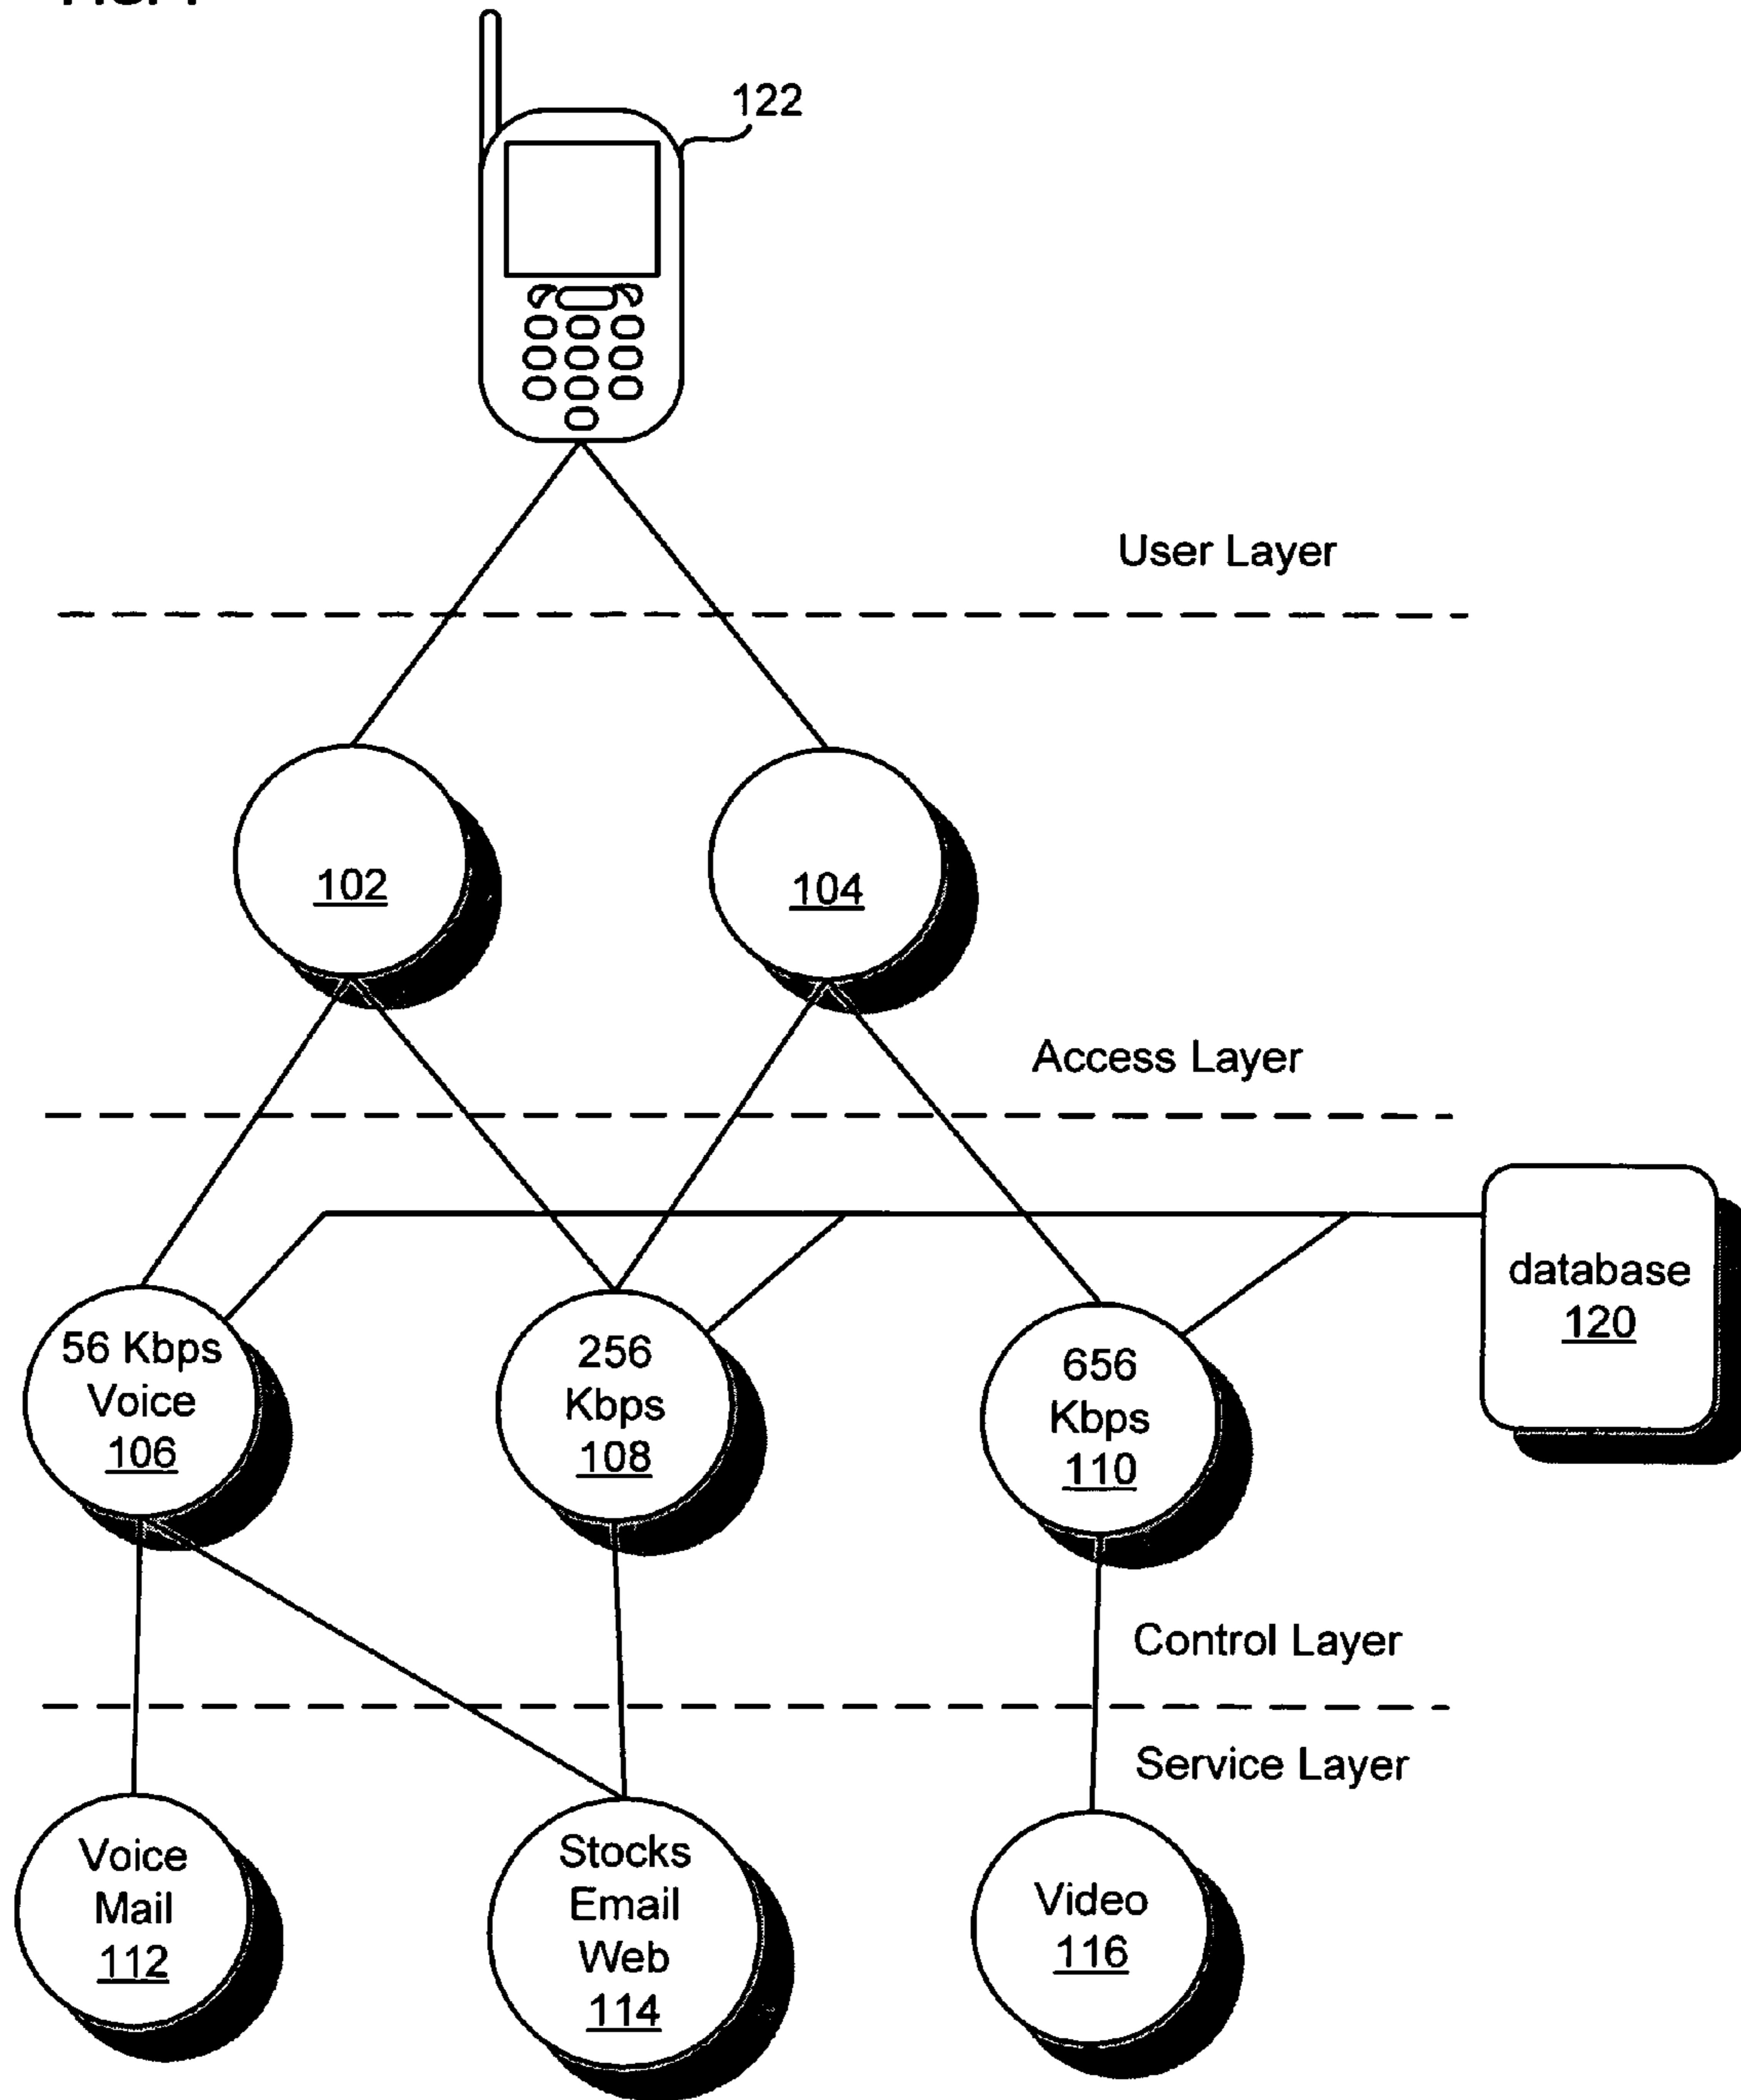 122
User Layer
102
104
Access Layer
database
120
56 Kbps
Voice
106
256
Kbps
108
656
Kbps
110
Control Layer
Service Layer
Voice
Mail
112
Stocks
Email
Web
114
Video
116